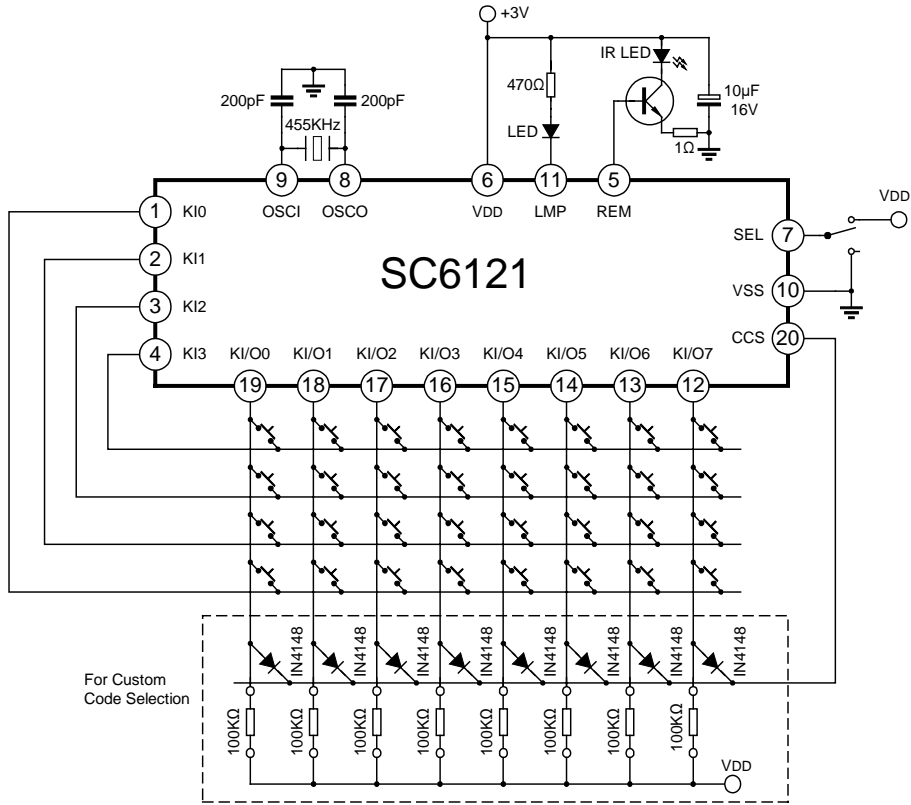 +3V
IR LED
470Ω
10µF
16V
200pF
200pF
455KHz
LED
1Ω
9
8
6
11
5
OSCI
OSCO
VDD
LMP
REM
VDD
1
KI0
SEL
7
2
KI1
SC6121
3
KI2
VSS
10
4
KI3
CCS
20
KI/O0
KI/O1
KI/O2
KI/O3
KI/O4
KI/O5
KI/O6
KI/O7
19
18
17
16
15
14
13
12
IN4148
IN4148
IN4148
IN4148
IN4148
IN4148
IN4148
IN4148
For Custom
Code Selection
100KΩ
100KΩ
100KΩ
100KΩ
100KΩ
100KΩ
100KΩ
100KΩ
VDD